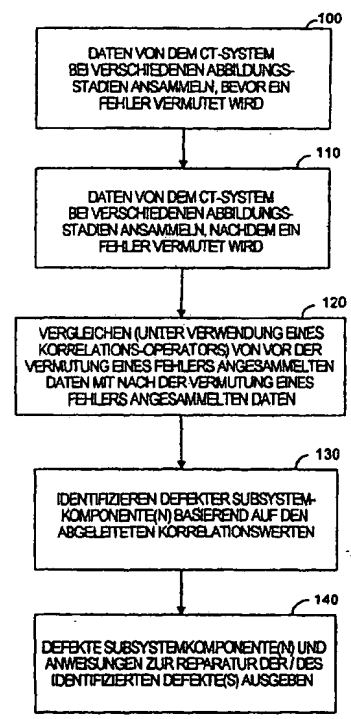 100
DATEN VON DEM CT-SYSTEM
BEI VERSCHIEDENEN ABBILDUNGS-
STADIEN ANSAMMELN, BEVOR EIN
FEHLER VERMUTET WIRD
110
DATEN VON DEM CT-SYSTEM
BEI VERSCHIEDENEN ABBILDUNGS-
STADIEN ANSAMMELN, NACHDEM EIN
FEHLER VERMUTET WIRD
120
VERGLEICHEN (UNTER VERWENDUNG EINES
KORRELATIONS-OPERATORS) VON VOR DER
VERMUTUNG EINES FEHLERS ANGESAMMELTEN
DATEN MIT NACH DER VERMUTUNG EINES
FEHLERS ANGESAMMELTEN DATEN
130
IDENTIFIZIEREN DEFEKTER SUBSYSTEM-
KOMPONENTE(N) BASIEREND AUF DEN
ABGELEITETEN KORRELATIONSWERTEN
140
DEFEKTE SUBSYSTEMKOMPONENTE(N) UND
ANWEISUNGEN ZUR REPARATUR DER / DES
IDENTIFIZIERTEN DEFEKTE(S) AUSGEBEN